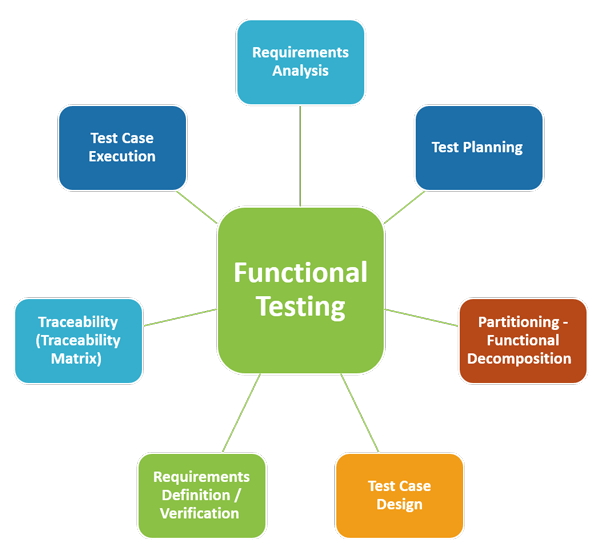 Requirements
Analysis
Test Case
Execution
Test Planning
Functional
Testing
Traceability
(Traceability
Matrix)
Partitioning -
Functional
Decomposition
Requirements
Definition /
Verification
Test Case
Design